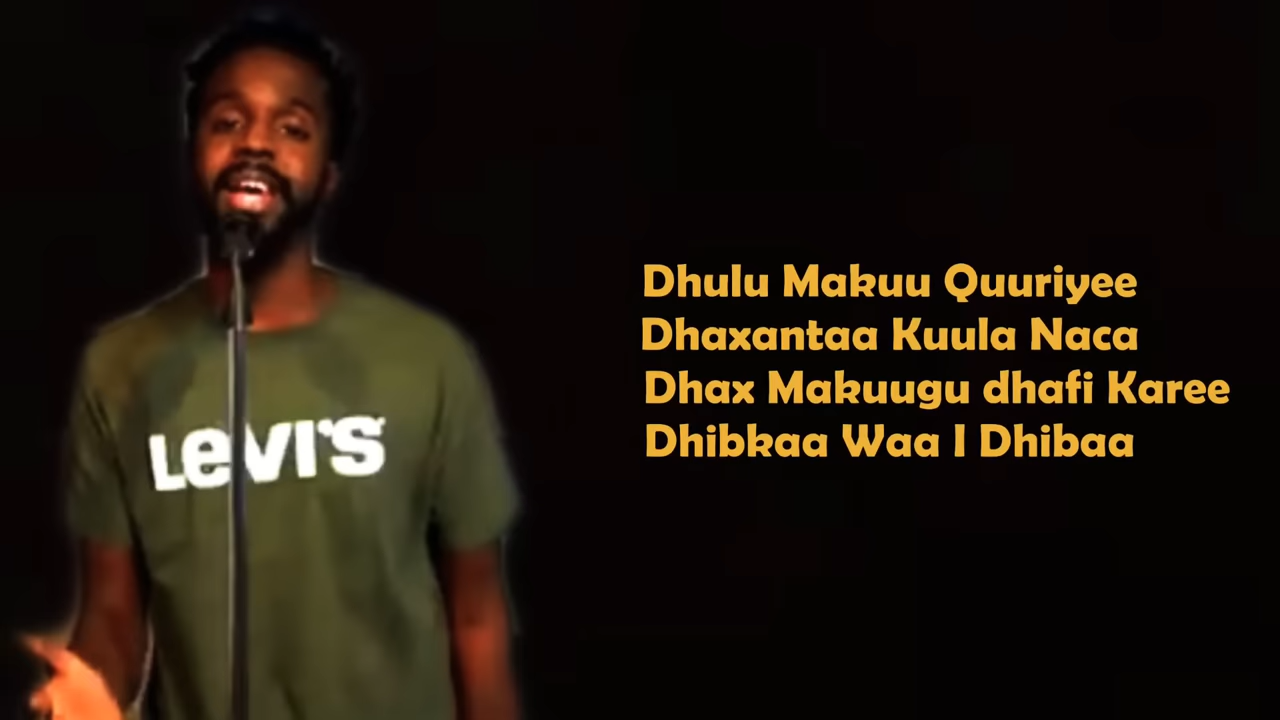 LEVI'S
Dhulu Makuu Quuriyee
Dhaxantaa Kuula Naca
Dhax Makuugu dhafi Karee
Dhibkaa Waa I Dhibaa